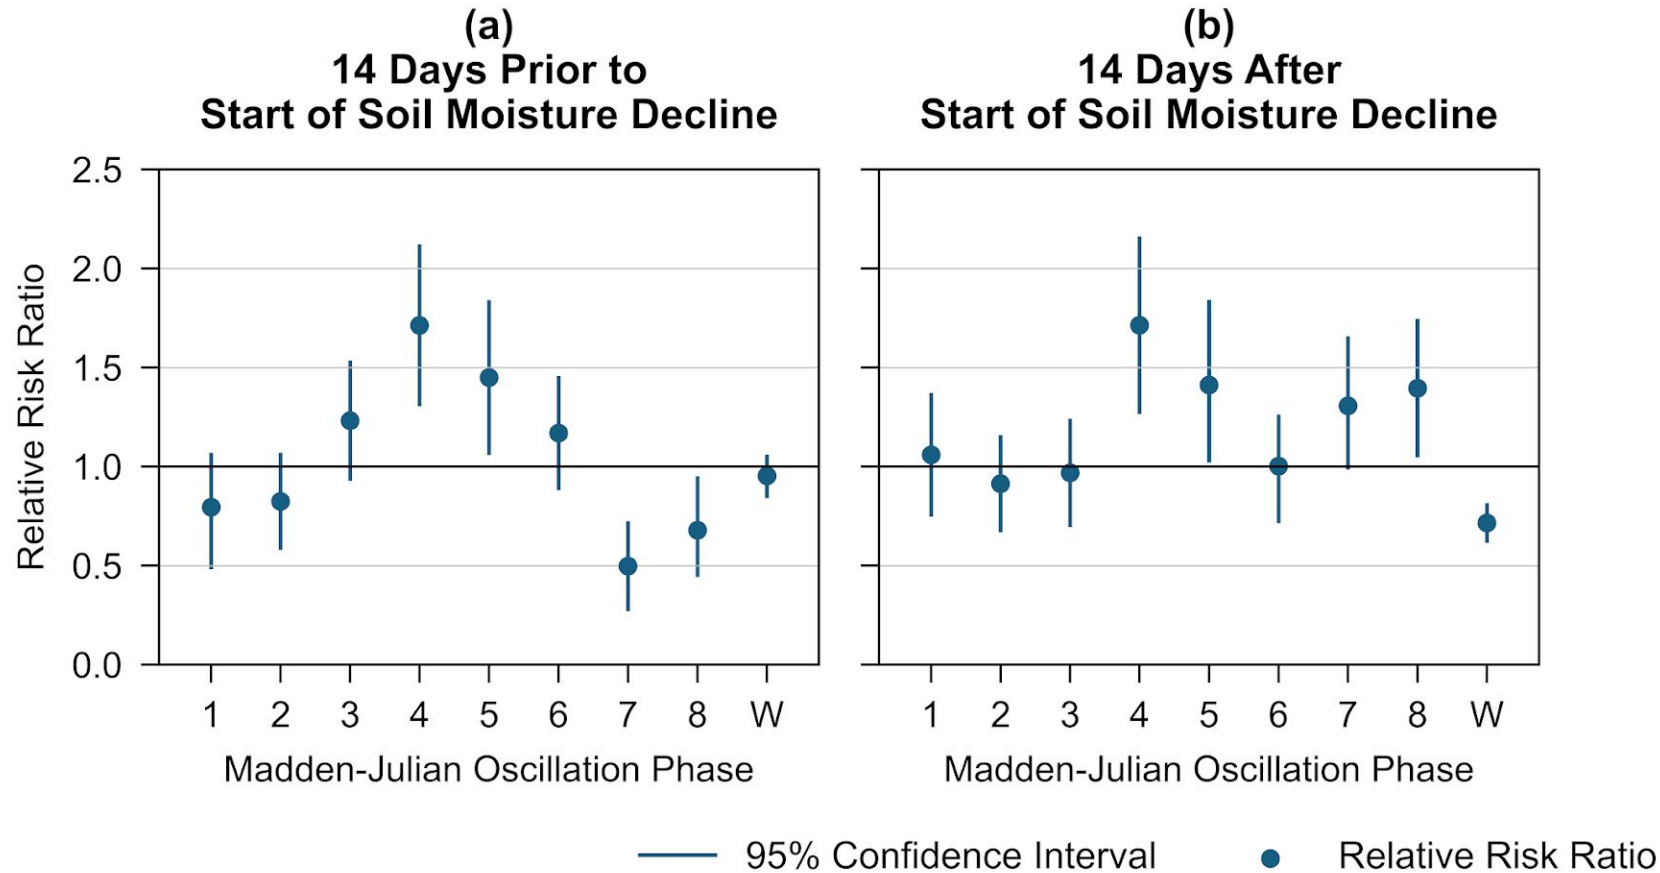 (a)
14 Days Prior to
Start of Soil Moisture Decline
(b)
14 Days After
Start of Soil Moisture Decline
Relative Risk Ratio
2.5
2.0
1.5
1.0
0.5
0.0
1 2 3 4 5 6 7 8 W
1 2 3 4 5 6 7 8 W
Madden-Julian Oscillation Phase
Madden-Julian Oscillation Phase
95% Confidence Interval
Relative Risk Ratio